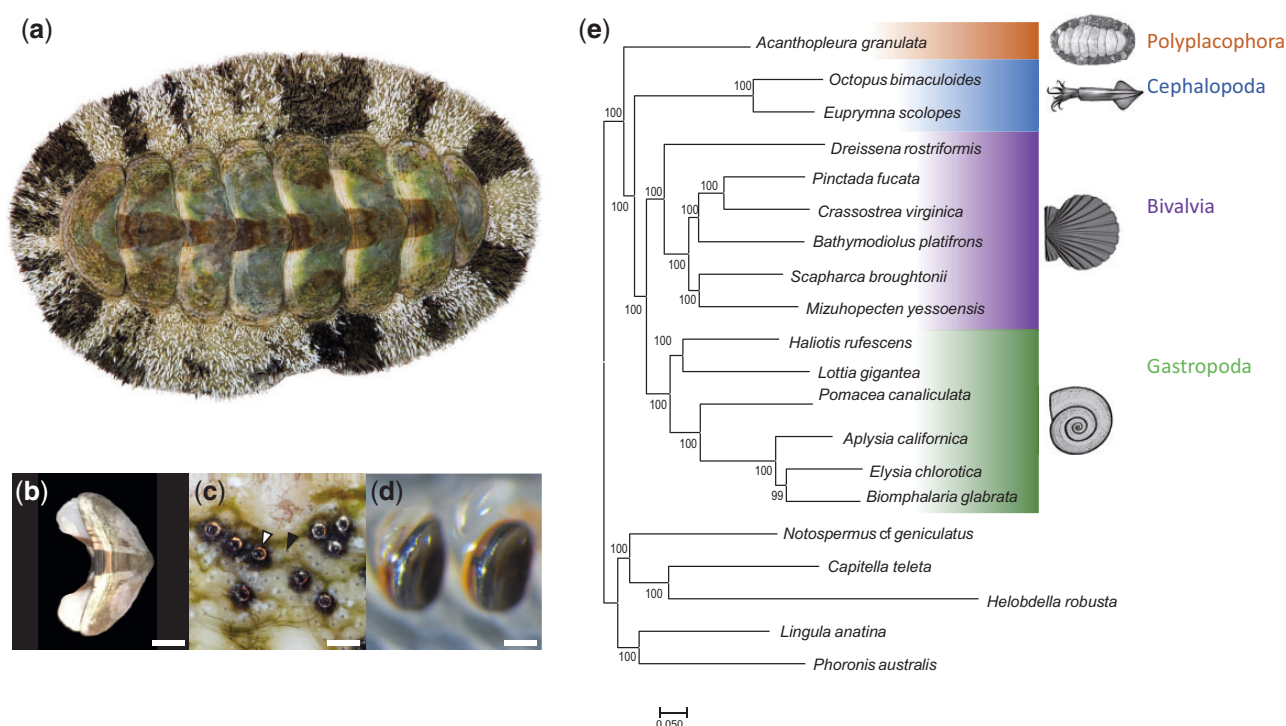 (a)
(b)
(c)
(d)
(e)
Acanthopleura granulata
Polyplacophora
100
Octopus bimaculoides
Cephalopoda
100
Euprymna scolopes
100
Dreissena rostriformis
100
Pinctada fucata
100
Crassostrea virginica
100
Bathymodiolus platifrons
Bivalvia
100
Scapharca broughtonii
100
Mizuhopecten yessoensis
100
Haliotis rufescens
100
Lottia gigantea
Gastropoda
100
Pomacea canaliculata
100
Aplysia californica
100
Elysia chlorotica
99
Biomphalaria glabrata
Notospermus cf geniculatus
100
Capitella teleta
100
Helobdella robusta
Lingula anatina
100
Phoronis australis
0.050